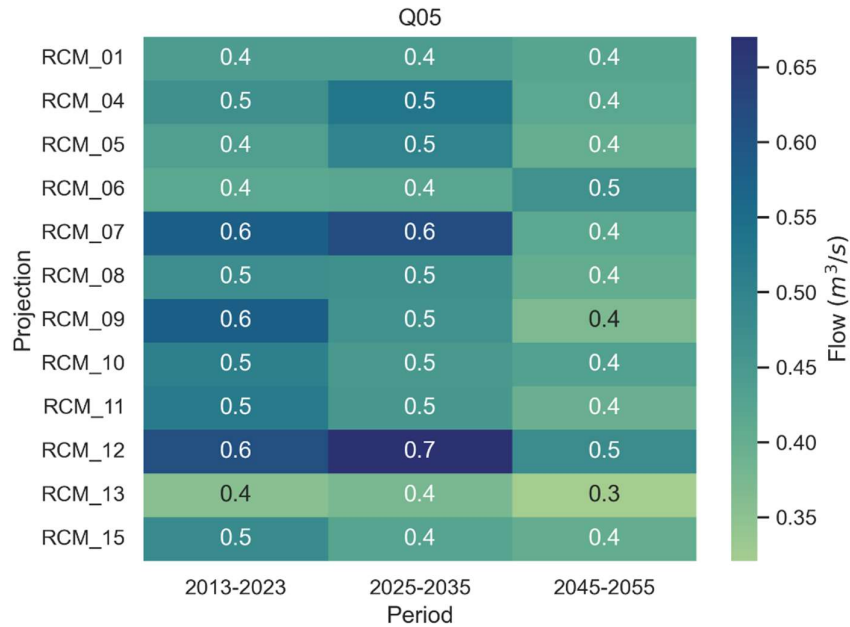 Q05
RCM_01 0.4 0.4 0.4
RCM_04 0.5 0.5 0.4
RCM_05 0.4 0.5 0.4
RCM_06 0.4 0.4 0.5
RCM_07 0.6 0.6 0.4
RCM_08 0.5 0.5 0.4
RCM_09 0.6 0.5 0.4
RCM_10 0.5 0.5 0.4
RCM_11 0.5 0.5 0.4
RCM_12 0.6 0.7 0.5
RCM_13 0.4 0.4 0.3
RCM_15 0.5 0.4 0.4
Projection
2013-2023 2025-2035 2045-2055
Period
0.65
0.60
0.55
0.50
0.45
0.40
0.35
Flow (m³/s)